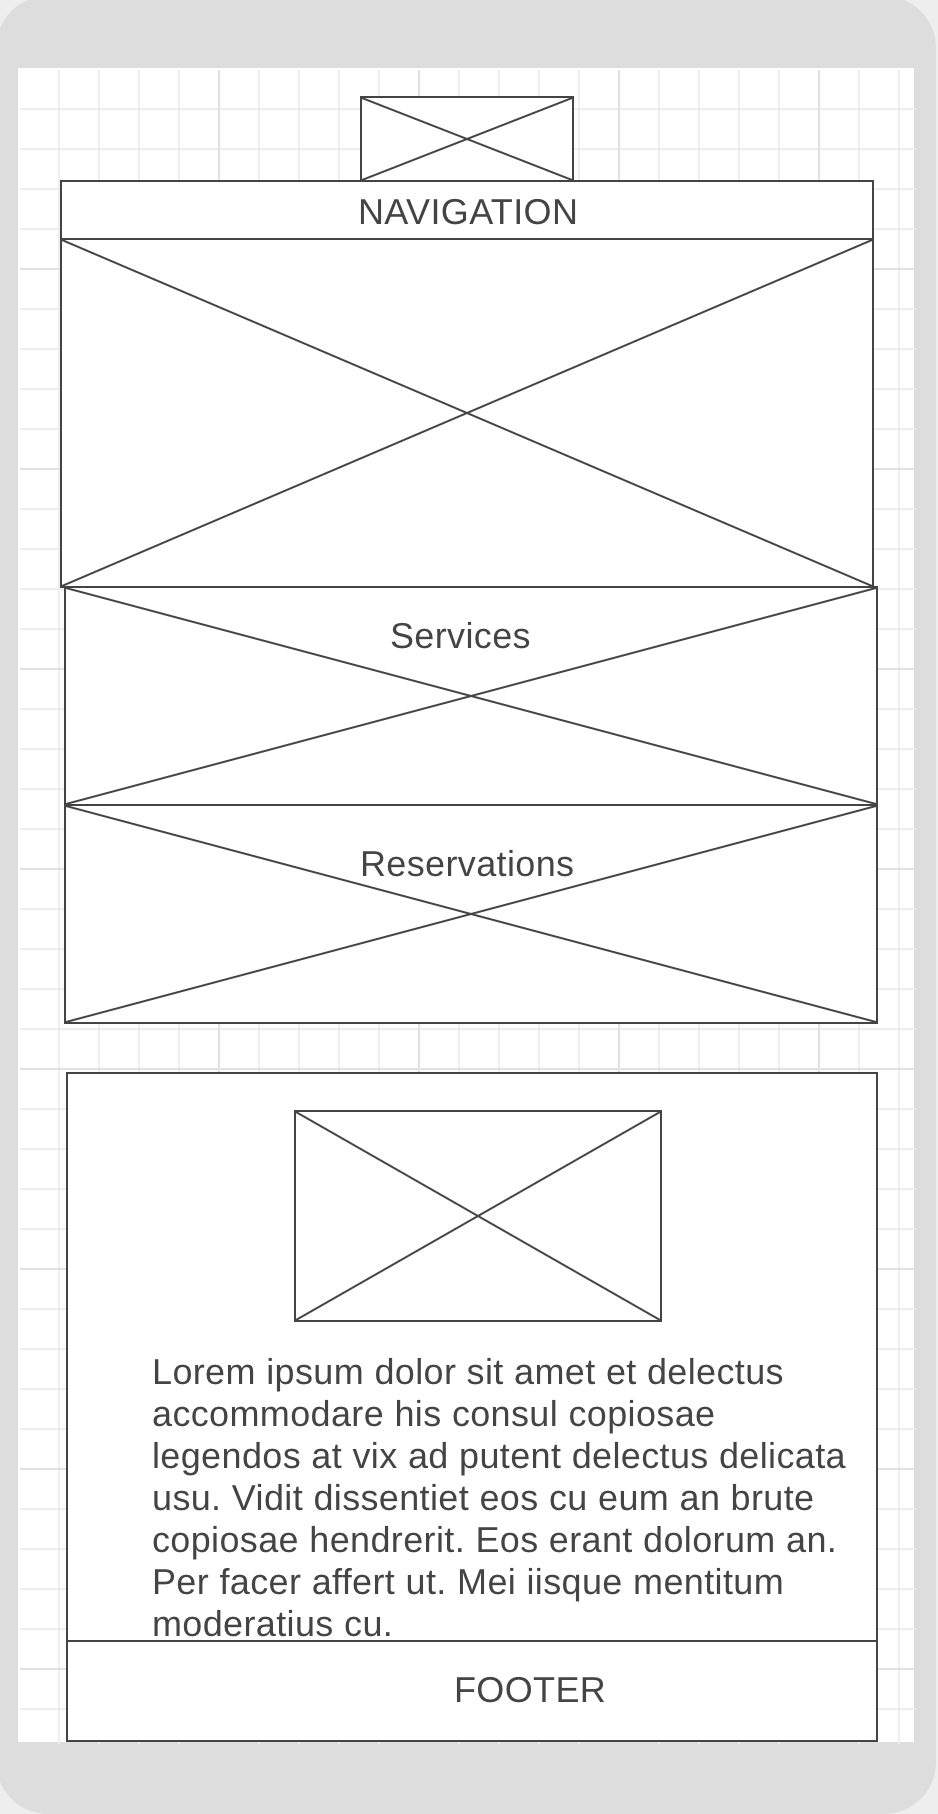 NAVIGATION
Services
Reservations
Lorem ipsum dolor sit amet et delectus
accommodare his consul copiosae
legendos at vix ad putent delectus delicata
usu. Vidit dissentiet eos cu eum an brute
copiosae hendrerit. Eos erant dolorum an.
Per facer affert ut. Mei iisque mentitum
moderatius cu.
FOOTER